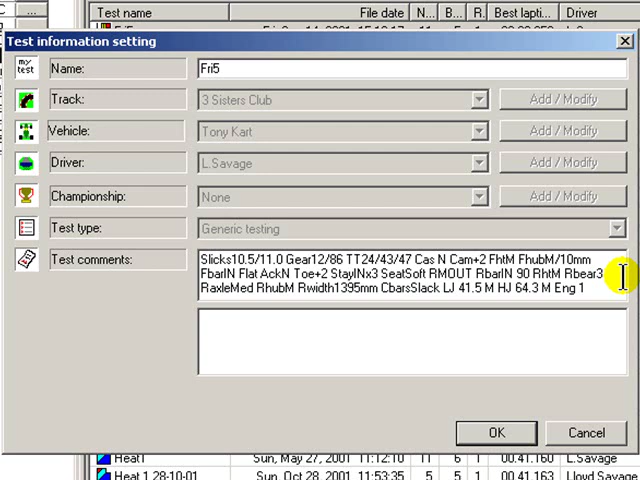 C ... Test name File date N... B... R. Best lapti... Driver
Test information setting
my test Name: Fri5
Track: 3 Sisters Club Add / Modify
Vehicle: Tony Kart Add / Modify
Driver: L.Savage Add / Modify
Championship: None Add / Modify
Test type: Generic testing
Test comments: Slicks10.5/11.0 Gear12/86 TT24/43/47 Cas N Cam+2 FhtM FhubM/10mm
FbarIN Flat AckN Toe+2 StayINx3 SeatSoft RMOUT RbarIN 90 RhtM Rbear3
RaxleMed RhubM Rwidth1395mm CbarsSlack LJ 41.5 M HJ 64.3 M Eng 1
OK Cancel
Heat1 Sun, May 27, 2001 11:12:10 11 6 1 00.41.160 L.Savage
Heat 1 28-10-01 Sun, Oct 28, 2001 11:53:35 5 5 1 00.41.163 Lloyd Savage